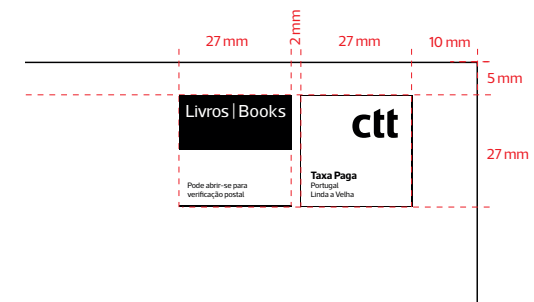 27 mm
2 mm
27 mm
10 mm
5 mm
Livros | Books
ctt
27 mm
Taxa Paga
Portugal
Linda a Velha
Pode abrir-se para
verificação postal